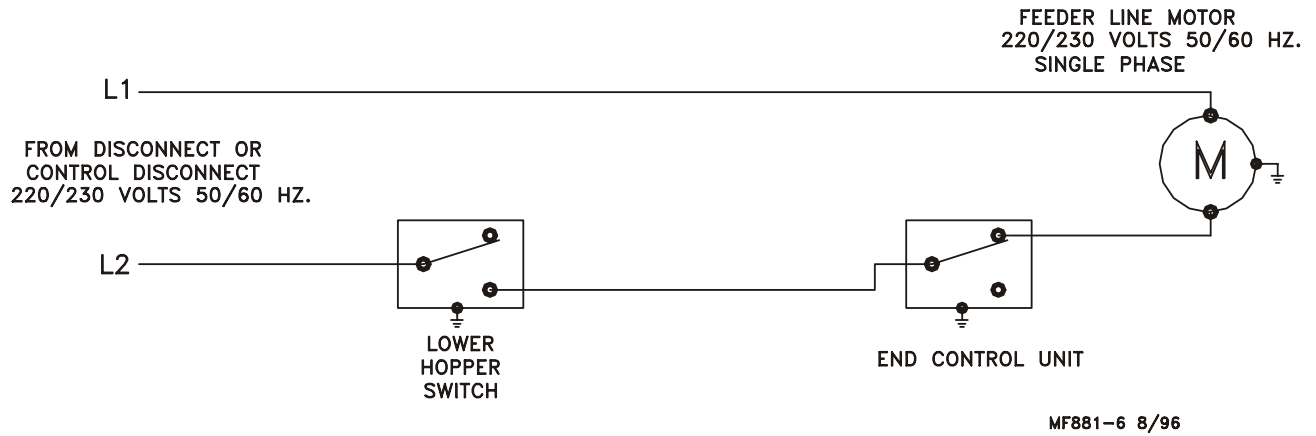 FEEDER LINE MOTOR
220/230 VOLTS 50/60 HZ.
SINGLE PHASE
L1
FROM DISCONNECT OR
CONTROL DISCONNECT
220/230 VOLTS 50/60 HZ.
M
L2
LOWER
HOPPER
SWITCH
END CONTROL UNIT
MF881-6 8/96